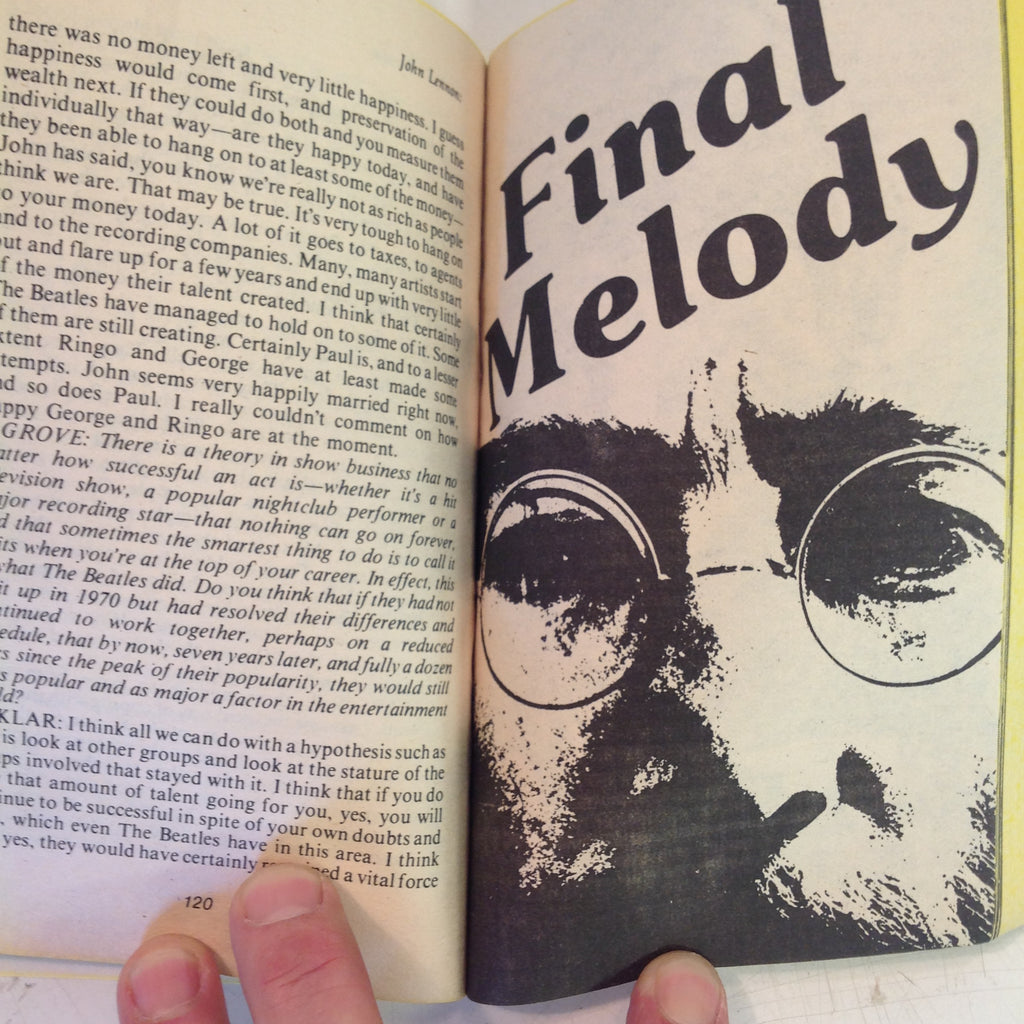 John Lennon:
there was no money left and very little happiness. I guess
happiness would come first, and preservation of the
wealth next. If they could do both and you measure them
individually that way—are they happy today, and have
they been able to hang on to at least some of the money—
John has said, you know we're really not as rich as people
think we are. That may be true. It's very tough to hang on
to your money today. A lot of it goes to taxes, to agents
and to the recording companies. Many, many artists start
out and flare up for a few years and end up with very little
of the money their talent created. I think that certainly
The Beatles have managed to hold on to some of it. Some
f them are still creating. Certainly Paul is, and to a lesser
xtent Ringo and George have at least made some
tempts. John seems very happily married right now,
nd so does Paul. I really couldn't comment on how
appy George and Ringo are at the moment.
GROVE: There is a theory in show business that no
atter how successful an act is—whether it's a hit
evision show, a popular nightclub performer or a
ajor recording star—that nothing can go on forever,
d that sometimes the smartest thing to do is to call it
its when you're at the top of your career. In effect, this
what The Beatles did. Do you think that if they had not
it up in 1970 but had resolved their differences and
ntinued to work together, perhaps on a reduced
edule, that by now, seven years later, and fully a dozen
rs since the peak of their popularity, they would still
s popular and as major a factor in the entertainment
ld?
KLAR: I think all we can do with a hypothesis such as
is look at other groups and look at the stature of the
ps involved that stayed with it. I think that if you do
that amount of talent going for you, yes, you will
inue to be successful in spite of your own doubts and
, which even The Beatles have in this area. I think
yes, they would have certainly a vital force
120
Final
Melody